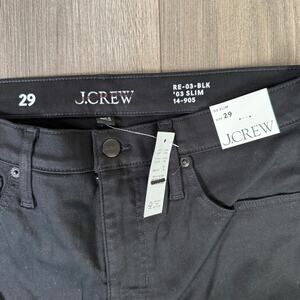 29
J.CREW
RE-03-BLK
'03 SLIM
14-905
29
J.CREW